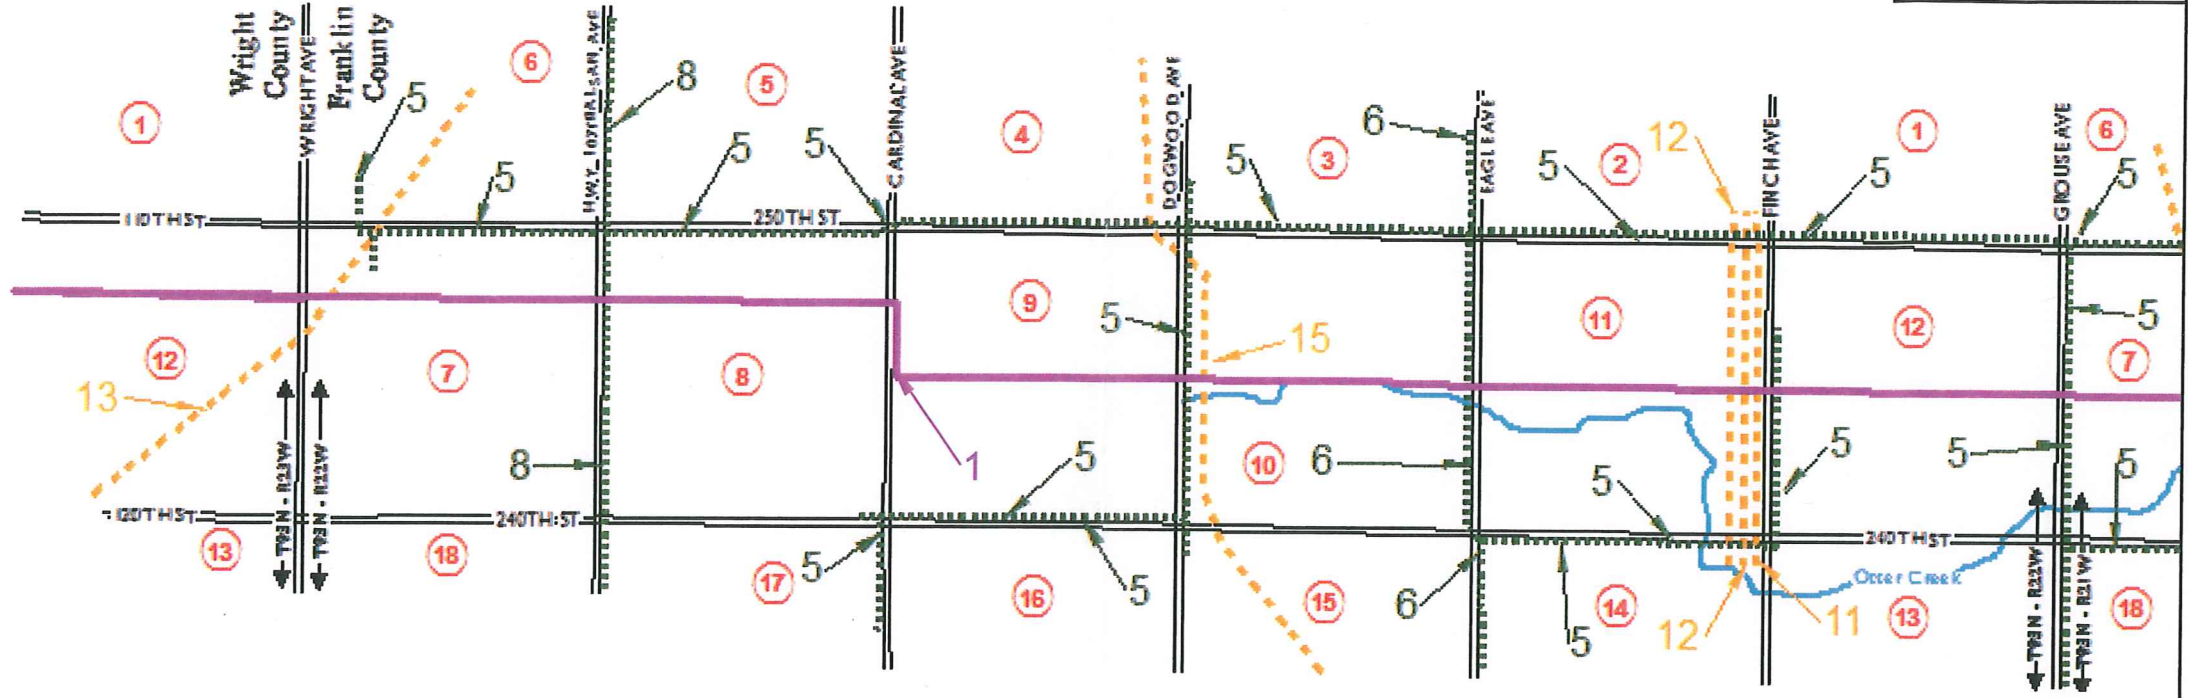 Wright
County
WRIGHT AVE
Franklin
County
CARDINAL AVE
DOGWOOD AVE
EAGLE AVE
FINCH AVE
GROUSE AVE
1
6
5
4
3
2
1
6
5
8
5
5
5
5
6
5
12
5
5
110TH ST
250TH ST
9
11
12
5
15
5
12
7
8
7
13
8
1
5
10
6
5
5
5
5
120TH ST
240TH ST
240TH ST
T93N - R23W
T93N - R22W
T93N - R22W
T93N - R21W
13
18
17
5
16
5
15
6
14
5
12
11
13
18
Otter Creek